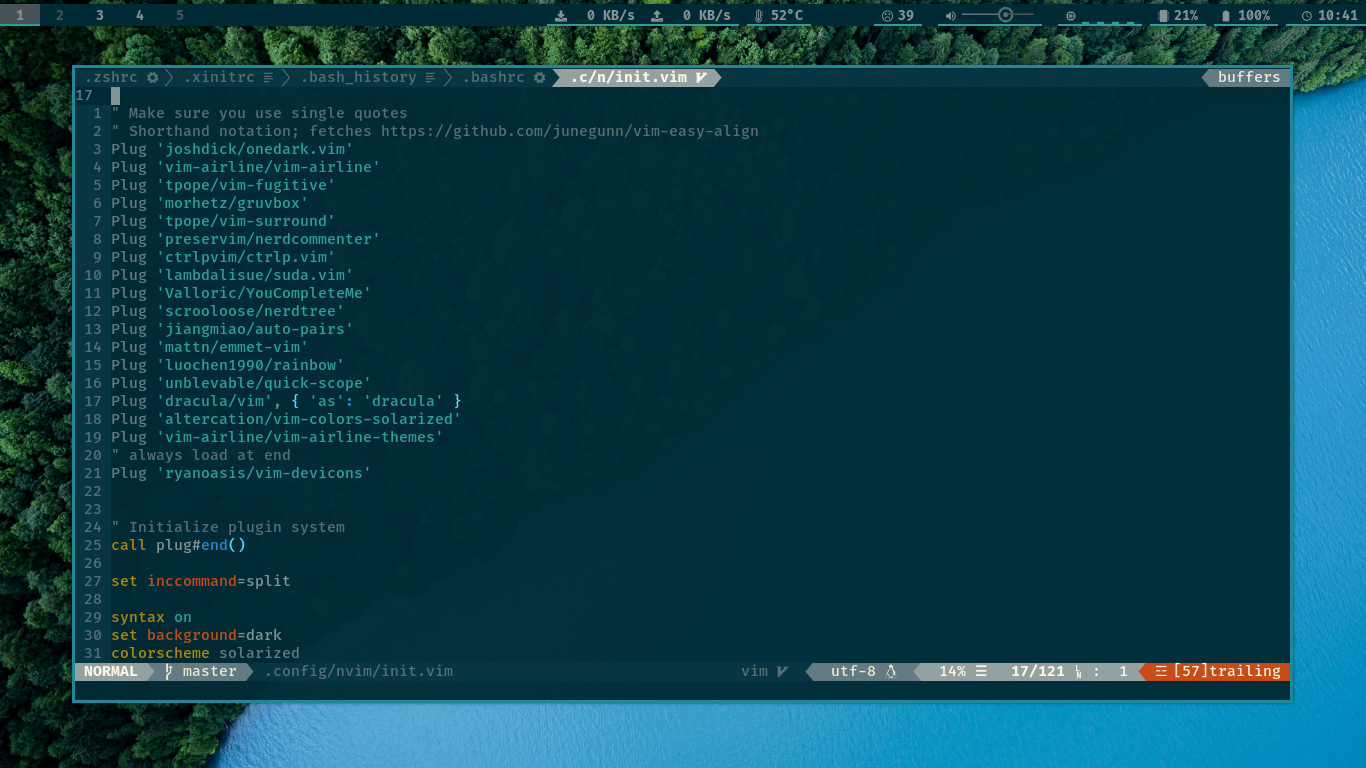 1 2 3 4 5 0 KB/s 0 KB/s 52°C 39 21% 100% 10:41
.zshrc .xinitrc .bash_history .bashrc .c/n/init.vim buffers
17
1 " Make sure you use single quotes
2 " Shorthand notation; fetches https://github.com/junegunn/vim-easy-align
3 Plug 'joshdick/onedark.vim'
4 Plug 'vim-airline/vim-airline'
5 Plug 'tpope/vim-fugitive'
6 Plug 'morhetz/gruvbox'
7 Plug 'tpope/vim-surround'
8 Plug 'preservim/nerdcommenter'
9 Plug 'ctrlpvim/ctrlp.vim'
10 Plug 'lambdalisue/suda.vim'
11 Plug 'Valloric/YouCompleteMe'
12 Plug 'scrooloose/nerdtree'
13 Plug 'jiangmiao/auto-pairs'
14 Plug 'mattn/emmet-vim'
15 Plug 'luochen1990/rainbow'
16 Plug 'unblevable/quick-scope'
17 Plug 'dracula/vim', { 'as': 'dracula' }
18 Plug 'altercation/vim-colors-solarized'
19 Plug 'vim-airline/vim-airline-themes'
20 " always load at end
21 Plug 'ryanoasis/vim-devicons'
22
23
24 " Initialize plugin system
25 call plug#end()
26
27 set inccommand=split
28
29 syntax on
30 set background=dark
31 colorscheme solarized
NORMAL master .config/nvim/init.vim vim utf-8 14% ☰ 17/121 : 1 [57]trailing